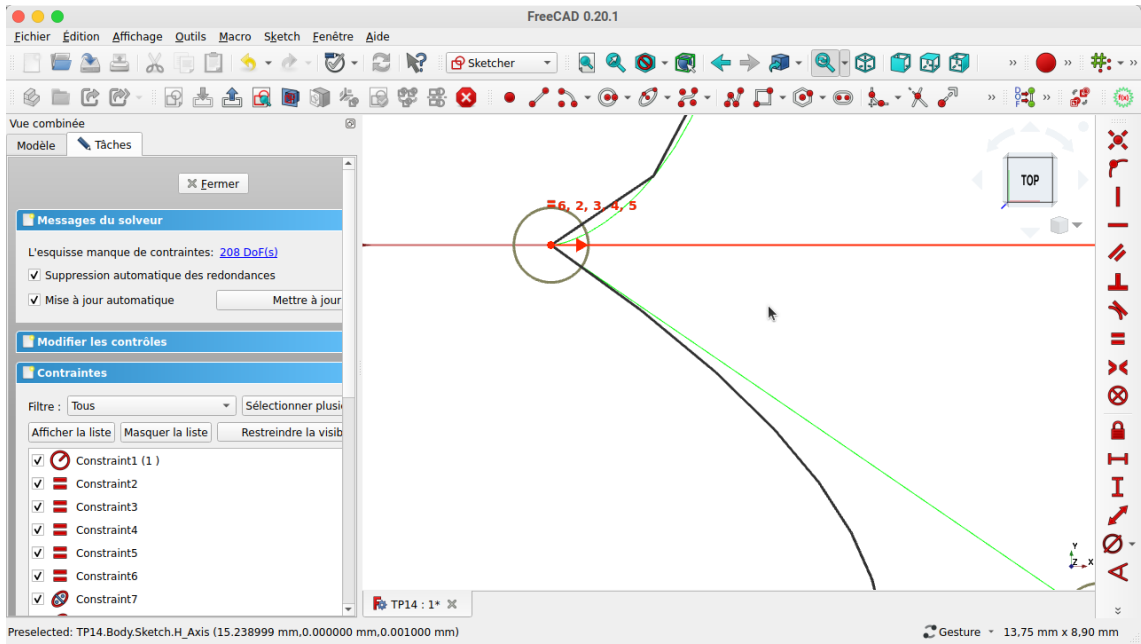 FreeCAD 0.20.1
Fichier Édition Affichage Outils Macro Sketch Fenêtre Aide
Sketcher
f(x)
Vue combinée
Modèle Tâches
Fermer
Messages du solveur
L'esquisse manque de contraintes: 208 DoF(s)
Suppression automatique des redondances
Mise à jour automatique Mettre à jour
Modifier les contrôles
Contraintes
Filtre : Tous Sélectionner plusi
Afficher la liste Masquer la liste Restreindre la visib
Constraint1 (1 )
Constraint2
Constraint3
Constraint4
Constraint5
Constraint6
Constraint7
6, 2, 3, 4, 5
TOP
Y
Z X
TP14 : 1*
Preselected: TP14.Body.Sketch.H_Axis (15.238999 mm,0.000000 mm,0.001000 mm) Gesture 13,75 mm x 8,90 mm